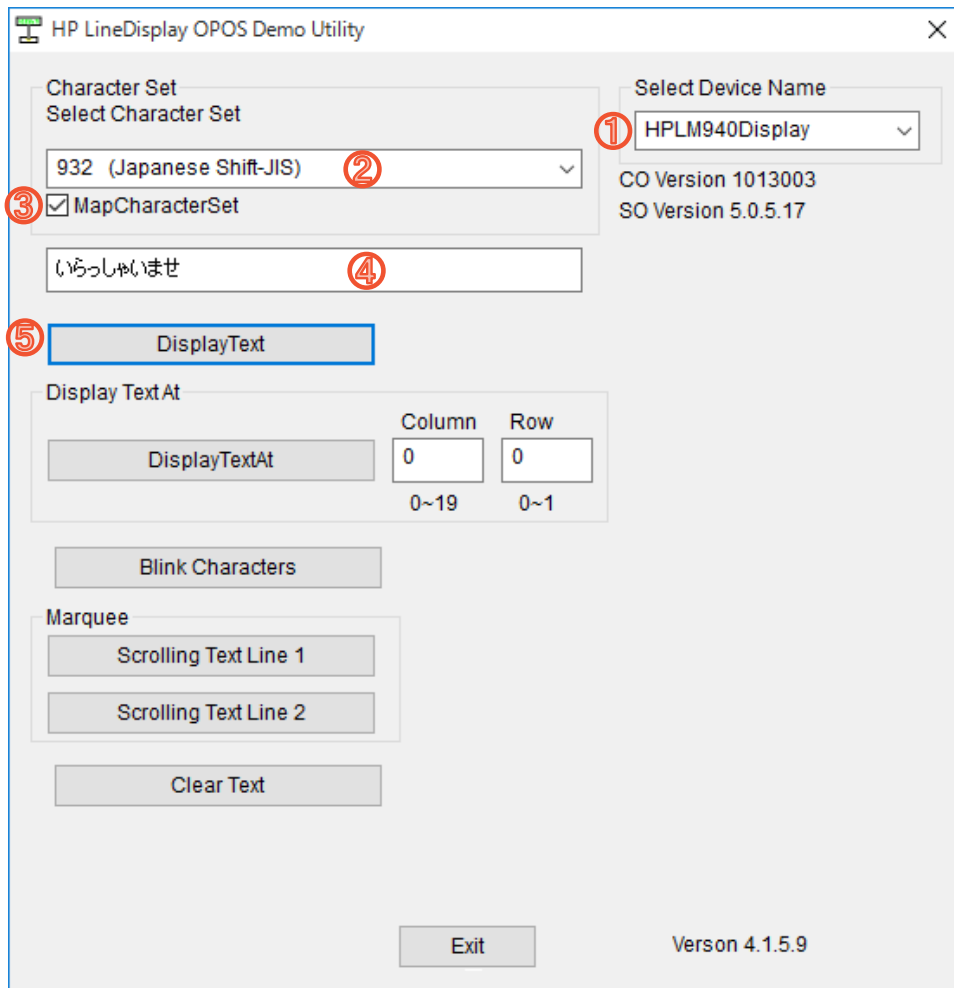 HP LineDisplay OPOS Demo Utility
Character Set
Select Character Set
② 932 (Japanese Shift-JIS)
③ MapCharacterSet
Select Device Name
① HPLM940Display
CO Version 1013003
SO Version 5.0.5.17
いらっしゃいませ ④
⑤ DisplayText
Display Text At
Column Row
DisplayTextAt 0 0
0~19 0~1
Blink Characters
Marquee
Scrolling Text Line 1
Scrolling Text Line 2
Clear Text
Exit
Verson 4.1.5.9